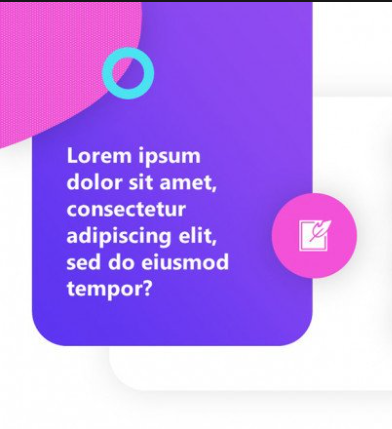 Lorem ipsum
dolor sit amet,
consectetur
adipiscing elit,
sed do eiusmod
tempor?